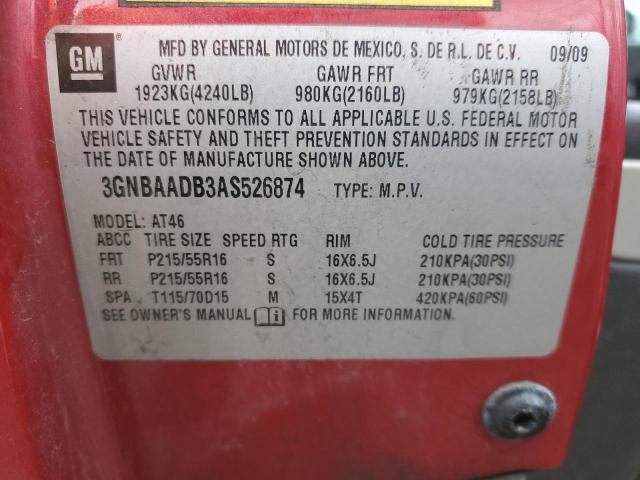 GM
MFD BY GENERAL MOTORS DE MEXICO, S. DE R.L. DE C.V. 09/09
GVWR GAWR FRT GAWR RR
1923KG(4240LB) 980KG(2160LB) 979KG(2158LB)
THIS VEHICLE CONFORMS TO ALL APPLICABLE U.S. FEDERAL MOTOR
VEHICLE SAFETY AND THEFT PREVENTION STANDARDS IN EFFECT ON
THE DATE OF MANUFACTURE SHOWN ABOVE.
3GNBAADB3AS526874 TYPE: M.P.V.
MODEL: AT46
ABCC TIRE SIZE SPEED RTG RIM COLD TIRE PRESSURE
FRT P215/55R16 S 16X6.5J 210KPA(30PSI)
RR P215/55R16 S 16X6.5J 210KPA(30PSI)
SPA T115/70D15 M 15X4T 420KPA(60PSI)
SEE OWNER'S MANUAL FOR MORE INFORMATION.